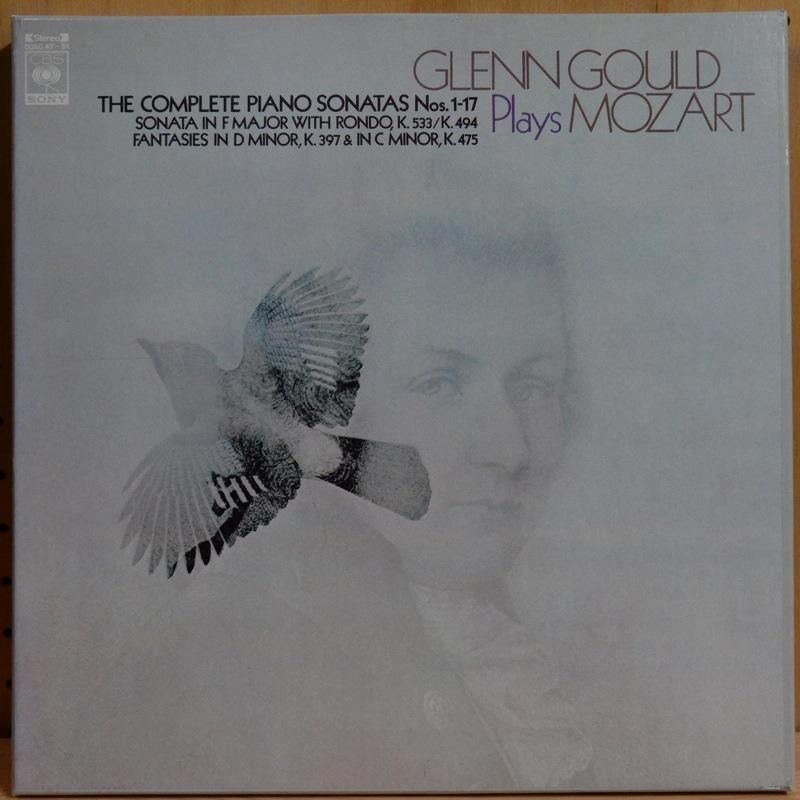 Stereo
CBS
SONY
GLENN GOULD
Plays MOZART
THE COMPLETE PIANO SONATAS Nos. 1-17
SONATA IN F MAJOR WITH RONDO, K. 533/K. 494
FANTASIES IN D MINOR, K. 397 & IN C MINOR, K. 475